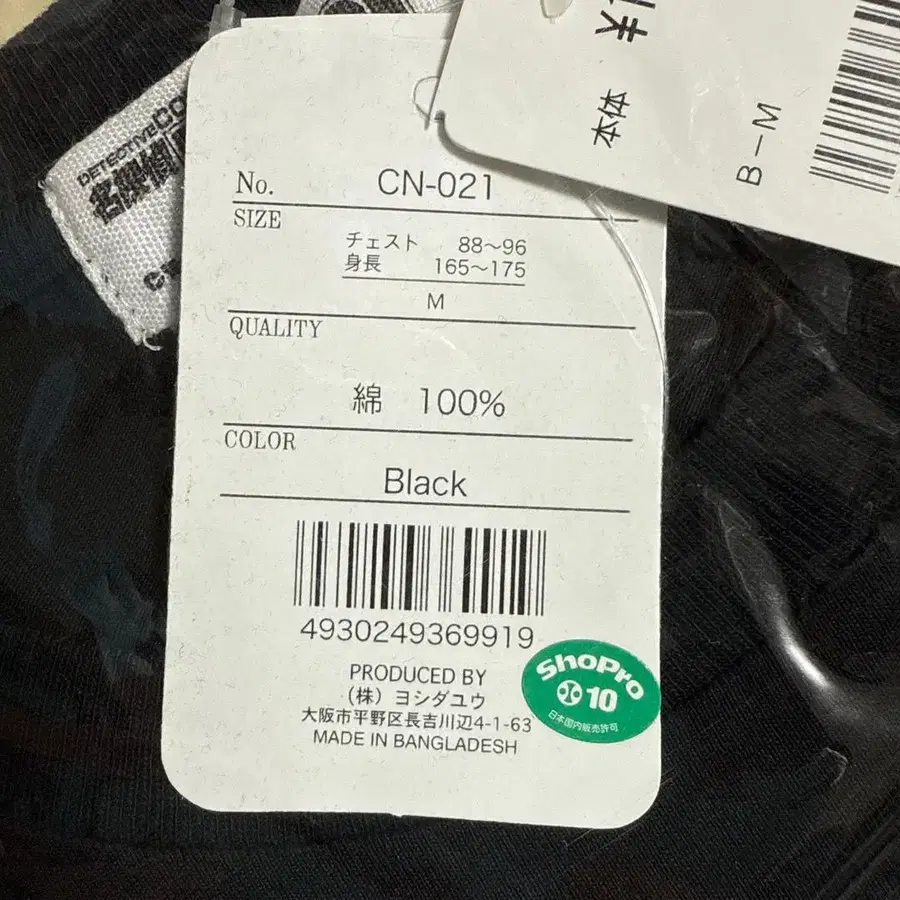 本体 ¥1
B-M
DETECTIVE CO
名探偵
No. CN-021
SIZE
チェスト 88～96
身長 165～175
M
QUALITY
綿 100%
COLOR
Black
4930249369919
PRODUCED BY
（株）ヨシダユウ
大阪市平野区長吉川辺4-1-63
MADE IN BANGLADESH
ShoPro
10
日本国内販売許可